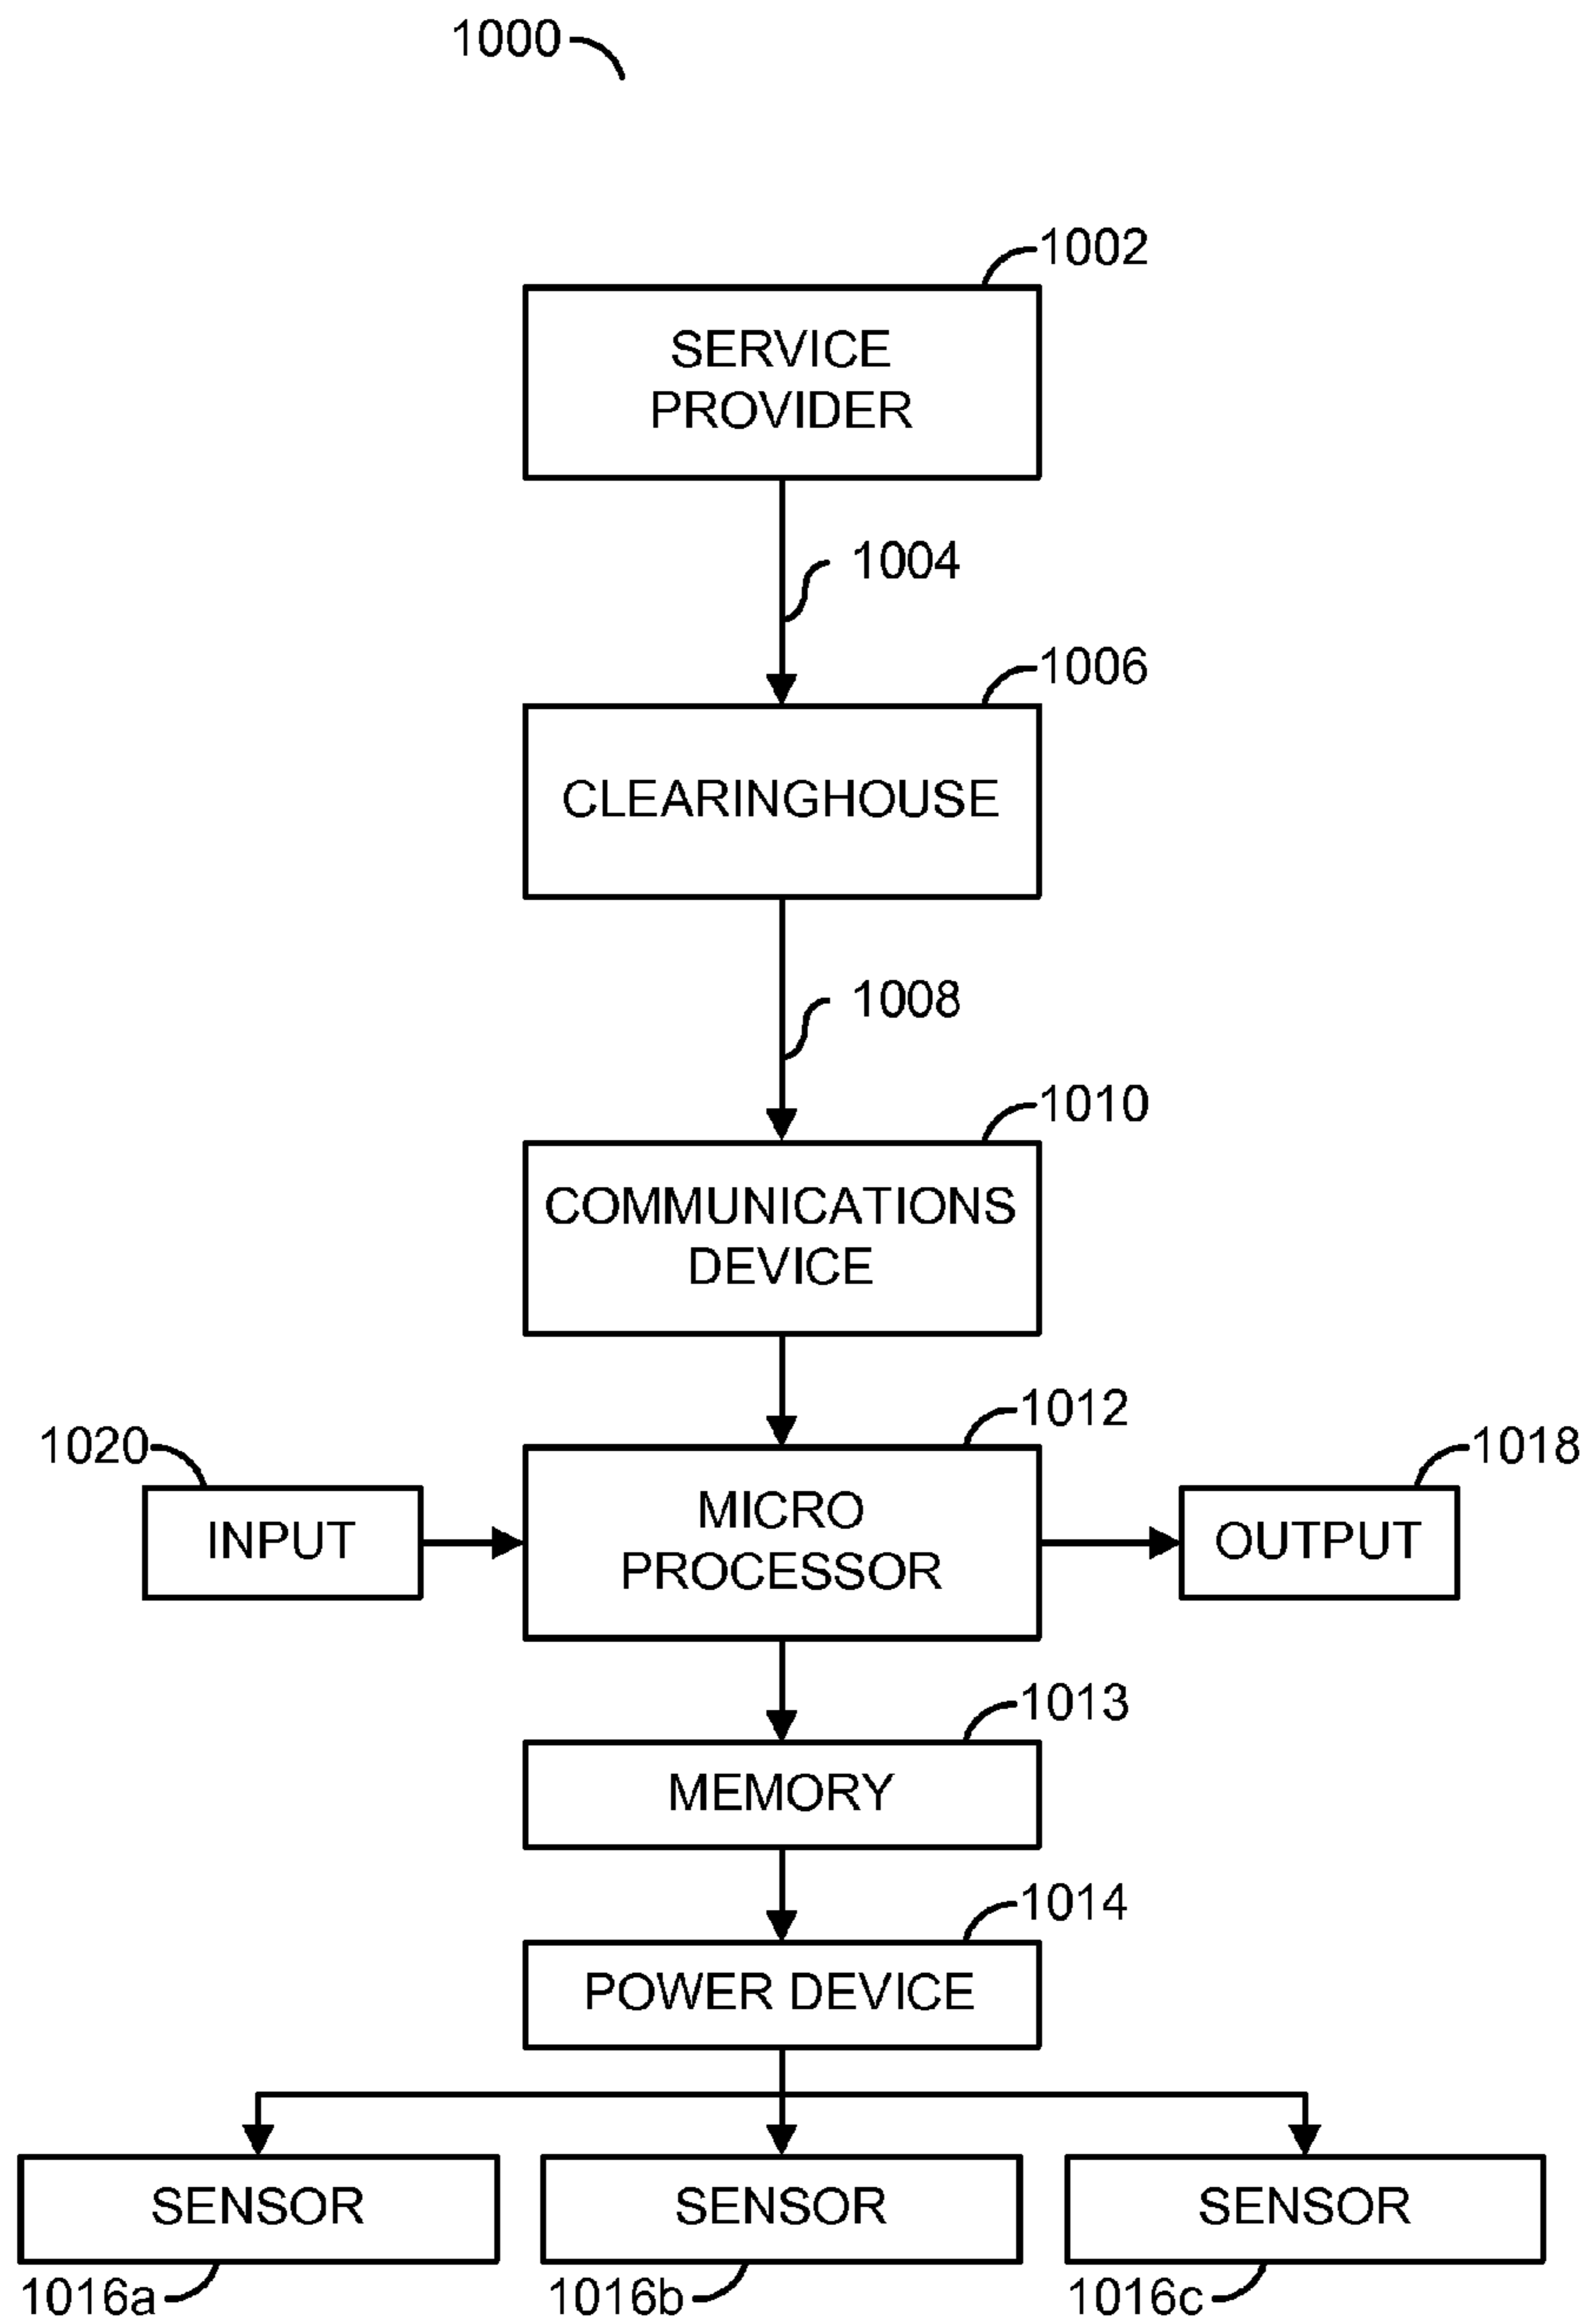 1000
1002
SERVICE
PROVIDER
1004
1006
CLEARINGHOUSE
1008
1010
COMMUNICATIONS
DEVICE
1012
1020
1018
INPUT
MICRO
PROCESSOR
OUTPUT
1013
MEMORY
1014
POWER DEVICE
SENSOR
SENSOR
SENSOR
1016a
1016b
1016c